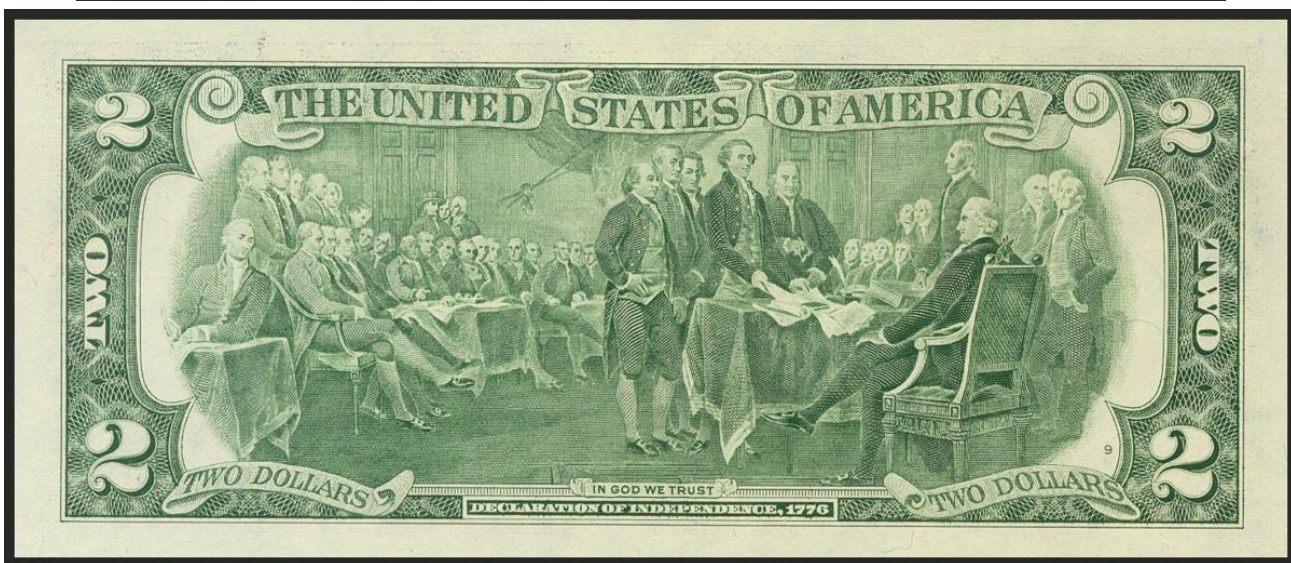 THE UNITED STATES OF AMERICA
2
2
TWO
TWO
9
2
2
TWO DOLLARS
TWO DOLLARS
IN GOD WE TRUST
DECLARATION OF INDEPENDENCE, 1776